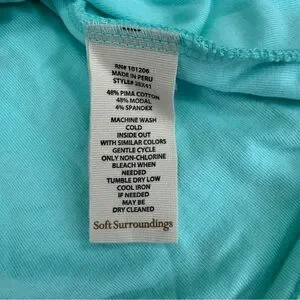 RN# 101206
MADE IN PERU
STYLE# 28X41
48% PIMA COTTON
48% MODAL
4% SPANDEX
MACHINE WASH
COLD
INSIDE OUT
WITH SIMILAR COLORS
GENTLE CYCLE
ONLY NON-CHLORINE
BLEACH WHEN
NEEDED
TUMBLE DRY LOW
COOL IRON
IF NEEDED
MAY BE
DRY CLEANED
Soft Surroundings